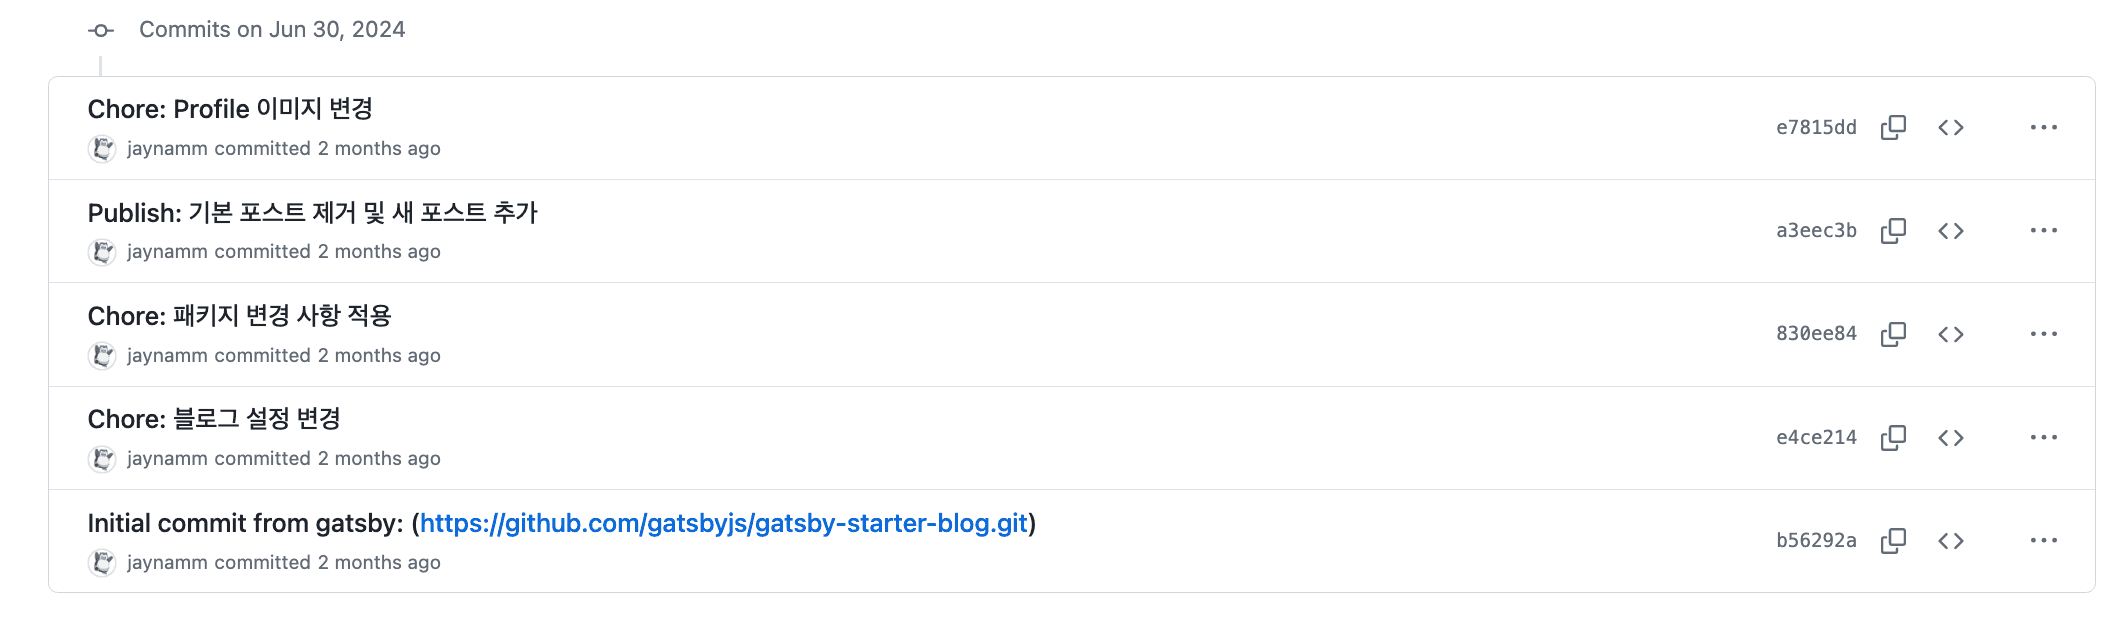 Commits on Jun 30, 2024
Chore: Profile 이미지 변경
e7815dd
jaynamm committed 2 months ago
Publish: 기본 포스트 제거 및 새 포스트 추가
a3eec3b
jaynamm committed 2 months ago
Chore: 패키지 변경 사항 적용
830ee84
jaynamm committed 2 months ago
Chore: 블로그 설정 변경
e4ce214
jaynamm committed 2 months ago
Initial commit from gatsby: (https://github.com/gatsbyjs/gatsby-starter-blog.git)
b56292a
jaynamm committed 2 months ago